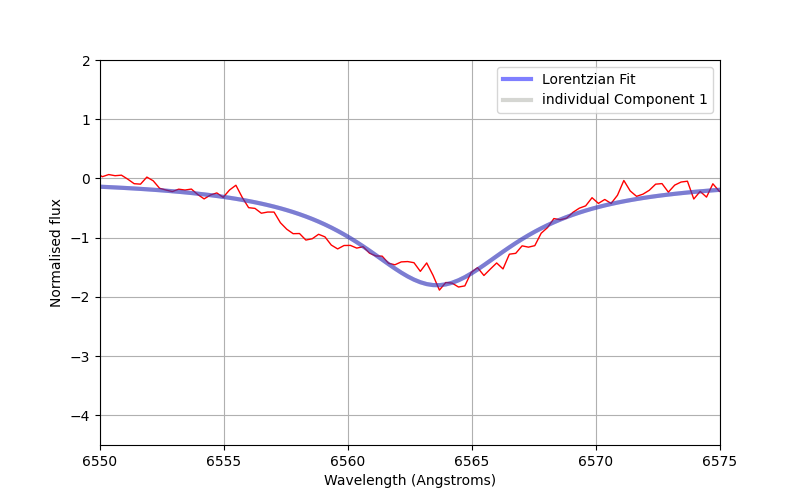 2
1
0
−1
−2
−3
−4
6550 6555 6560 6565 6570 6575
Normalised flux
Wavelength (Angstroms)
Lorentzian Fit
individual Component 1